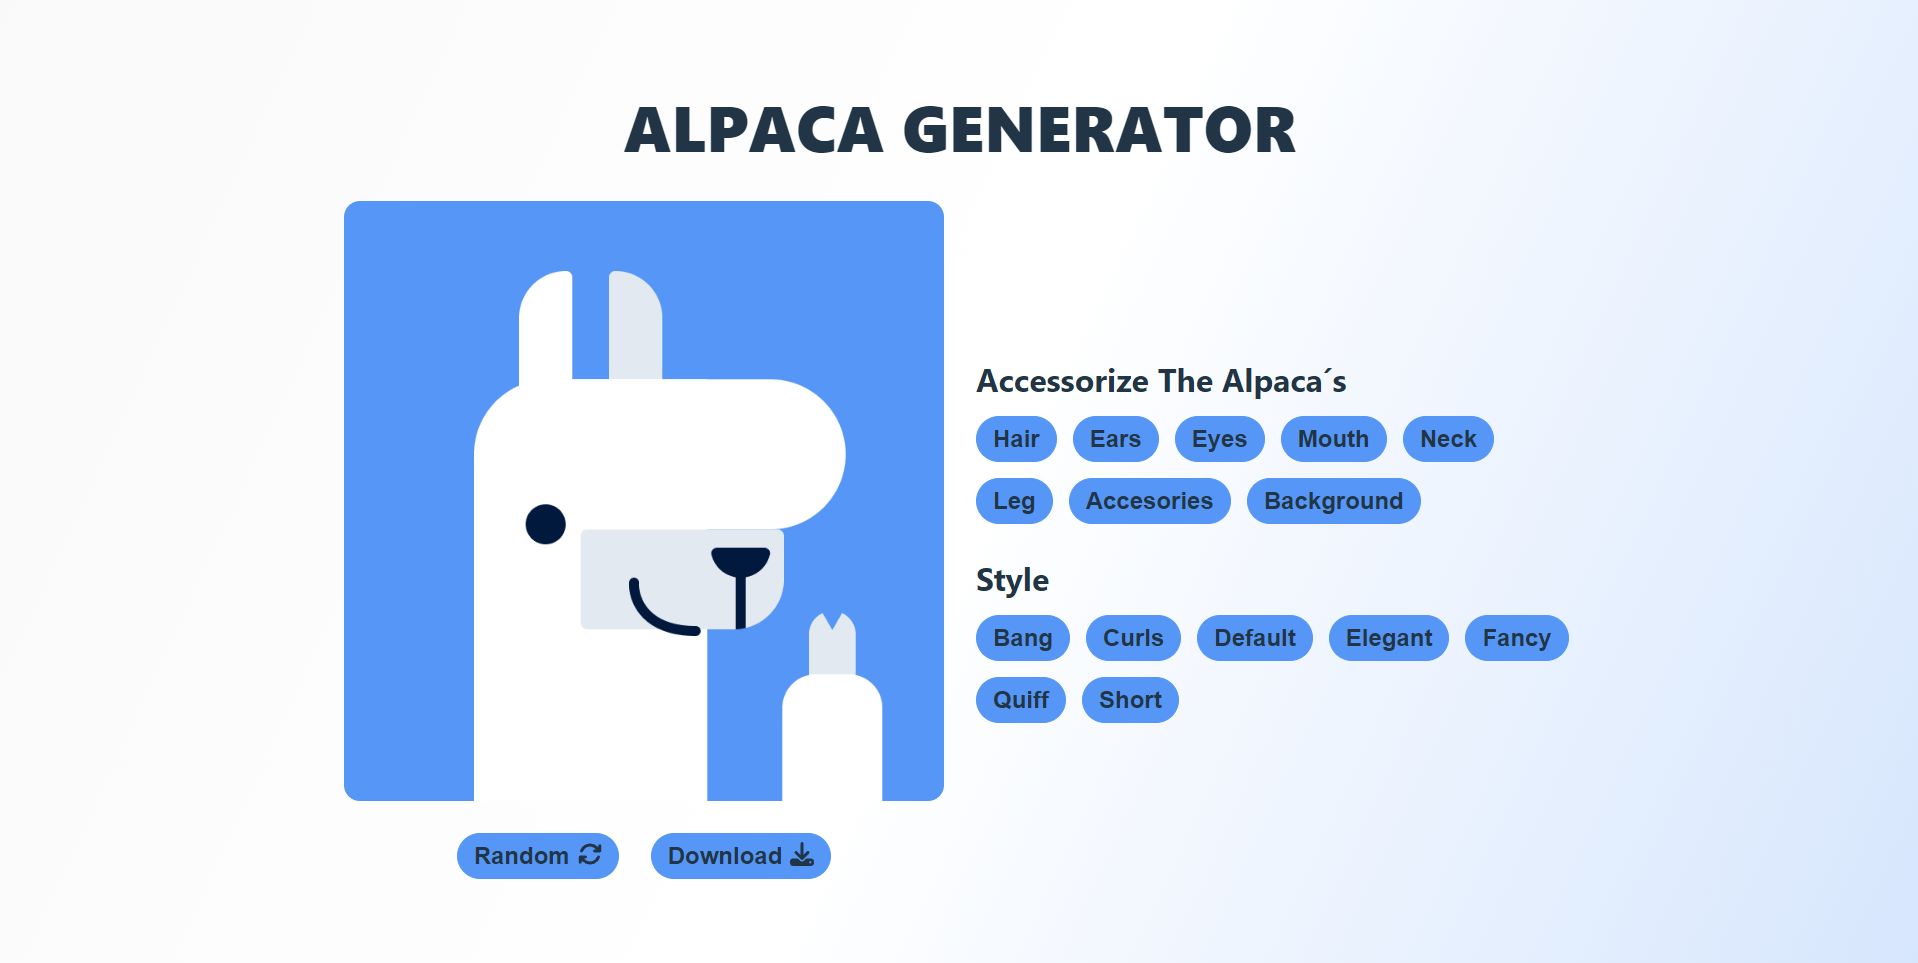 ALPACA GENERATOR
Accessorize The Alpaca´s
Hair Ears Eyes Mouth Neck
Leg Accesories Background
Style
Bang Curls Default Elegant Fancy
Quiff Short
Random Download